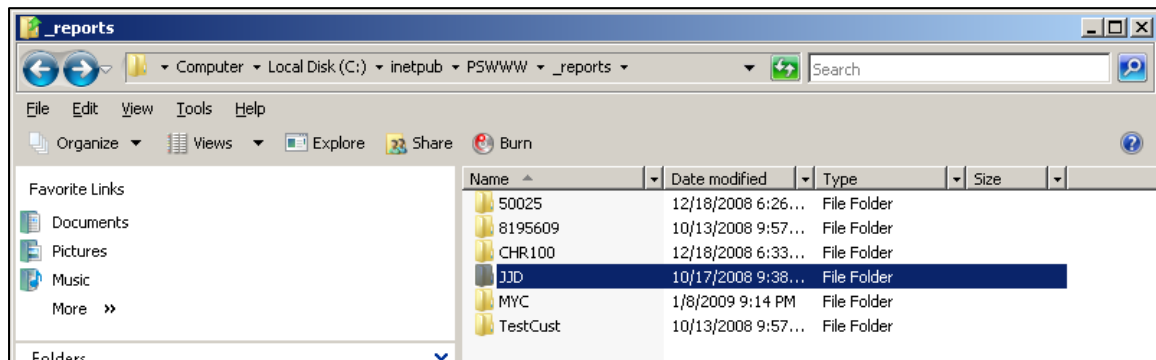 _reports
Computer Local Disk (C:) inetpub PSWWW _reports Search
File Edit View Tools Help
Organize Views Explore Share Burn
Favorite Links
Documents
Pictures
Music
More »
Folders
Name Date modified Type Size
50025 12/18/2008 6:26... File Folder
8195609 10/13/2008 9:57... File Folder
CHR100 12/18/2008 6:33... File Folder
JJD 10/17/2008 9:38... File Folder
MYC 1/8/2009 9:14 PM File Folder
TestCust 10/13/2008 9:57... File Folder